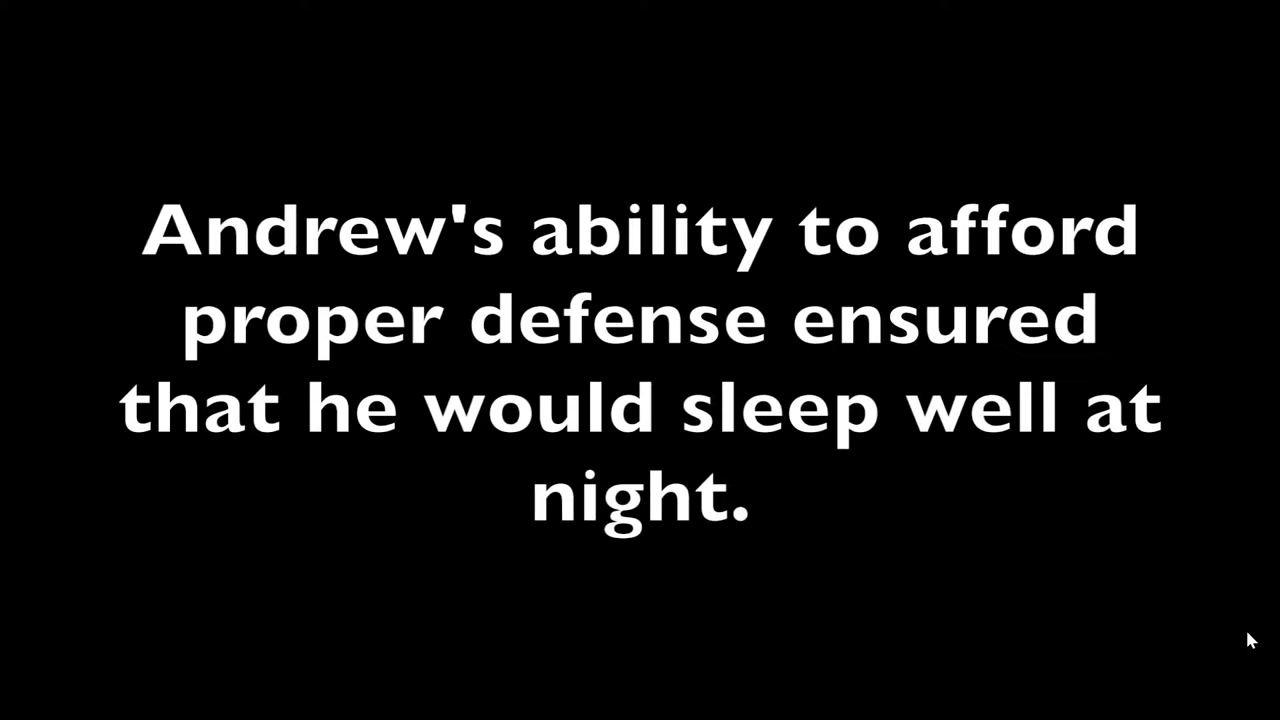 Andrew's ability to afford
proper defense ensured
that he would sleep well at
night.